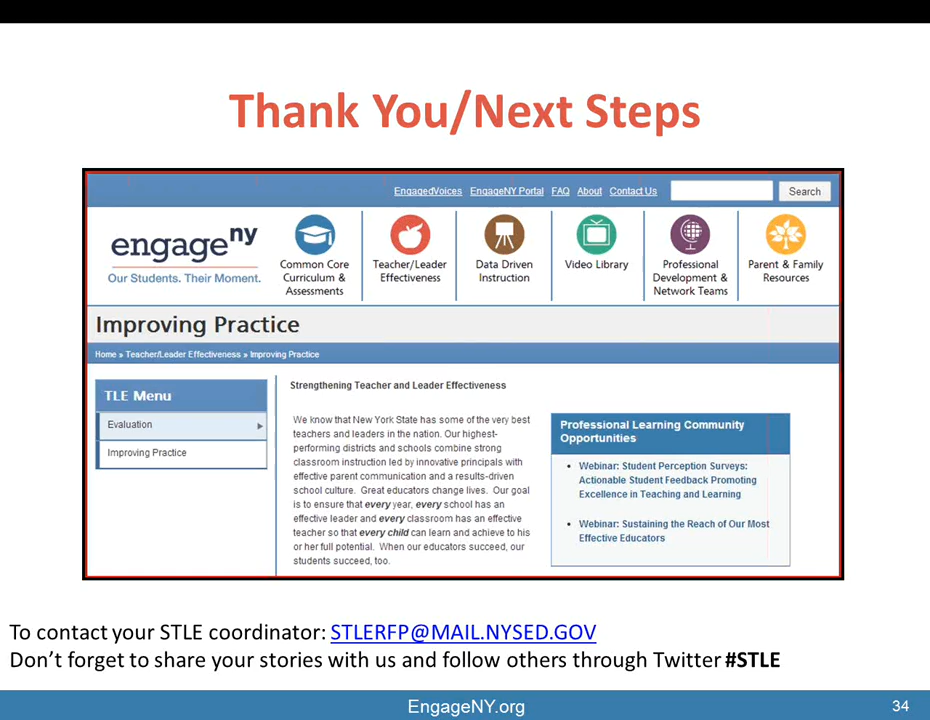 Thank You/Next Steps
EngagedVoices EngageNY Portal FAQ About Contact Us Search
engage ny
Our Students. Their Moment.
Common Core
Curriculum &
Assessments
Teacher/Leader
Effectiveness
Data Driven
Instruction
Video Library
Professional
Development &
Network Teams
Parent & Family
Resources
Improving Practice
Home » Teacher/Leader Effectiveness » Improving Practice
TLE Menu
Evaluation
Improving Practice
Strengthening Teacher and Leader Effectiveness
We know that New York State has some of the very best
teachers and leaders in the nation. Our highest-
performing districts and schools combine strong
classroom instruction led by innovative principals with
effective parent communication and a results-driven
school culture. Great educators change lives. Our goal
is to ensure that every year, every school has an
effective leader and every classroom has an effective
teacher so that every child can learn and achieve to his
or her full potential. When our educators succeed, our
students succeed, too.
Professional Learning Community
Opportunities
• Webinar: Student Perception Surveys:
Actionable Student Feedback Promoting
Excellence in Teaching and Learning
• Webinar: Sustaining the Reach of Our Most
Effective Educators
To contact your STLE coordinator: STLERFP@MAIL.NYSED.GOV
Don’t forget to share your stories with us and follow others through Twitter #STLE
EngageNY.org
34